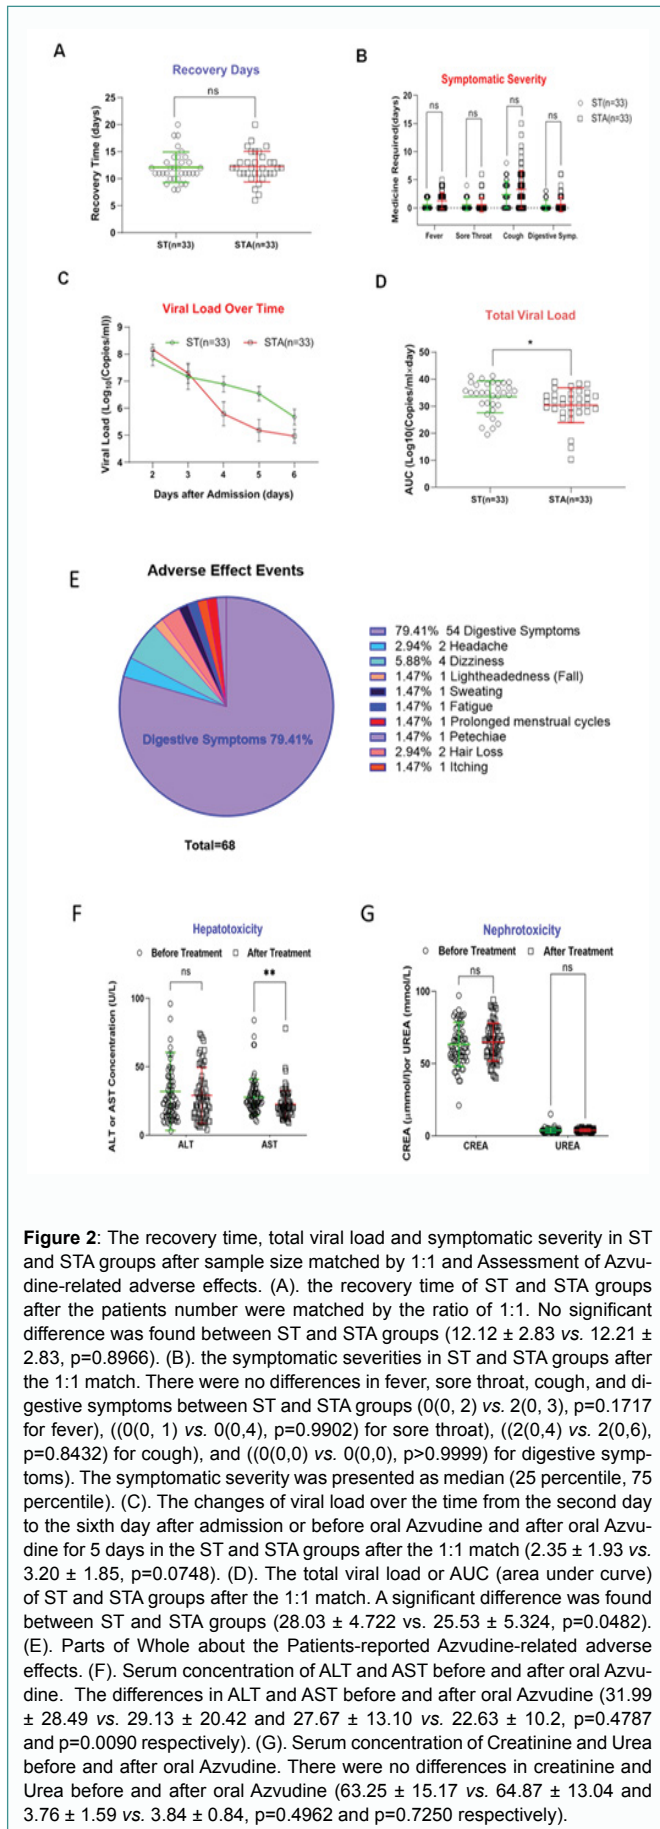 A
Recovery Days
ns
Recovery Time (days)
25
20
15
10
5
0
ST(n=33)
STA(n=33)
B
Symptomatic Severity
ST(n=33)
STA(n=33)
ns
ns
ns
ns
Medicine Required(days)
20
15
10
5
0
Fever
Sore Throat
Cough
Digestive Symp.
C
Viral Load Over Time
ST(n=33)
STA(n=33)
Viral Load (Log10(Copies/ml))
9
8
7
6
5
4
2
3
4
5
6
Days after Admission (days)
D
Total Viral Load
*
AUC (Log10(Copies/ml×day)
50
40
30
20
10
0
ST(n=33)
STA(n=33)
E
Adverse Effect Events
Digestive Symptoms 79.41%
Total=68
79.41% 54 Digestive Symptoms
2.94% 2 Headache
5.88% 4 Dizziness
1.47% 1 Lightheadedness (Fall)
1.47% 1 Sweating
1.47% 1 Fatigue
1.47% 1 Prolonged menstrual cycles
1.47% 1 Petechiae
2.94% 2 Hair Loss
1.47% 1 Itching
F
Hepatotoxicity
Before Treatment
After Treatment
ns
**
ALT or AST Concentration (U/L)
100
50
0
ALT
AST
G
Nephrotoxicity
Before Treatment
After Treatment
ns
ns
CREA (μmmol/l)or UREA (mmol/L)
100
50
0
CREA
UREA
Figure 2: The recovery time, total viral load and symptomatic severity in ST
and STA groups after sample size matched by 1:1 and Assessment of Azvu-
dine-related adverse effects. (A). the recovery time of ST and STA groups
after the patients number were matched by the ratio of 1:1. No significant
difference was found between ST and STA groups (12.12 ± 2.83 vs. 12.21 ±
2.83, p=0.8966). (B). the symptomatic severities in ST and STA groups after
the 1:1 match. There were no differences in fever, sore throat, cough, and di-
gestive symptoms between ST and STA groups (0(0, 2) vs. 2(0, 3), p=0.1717
for fever), ((0(0, 1) vs. 0(0,4), p=0.9902) for sore throat), ((2(0,4) vs. 2(0,6),
p=0.8432) for cough), and ((0(0,0) vs. 0(0,0), p>0.9999) for digestive symp-
toms). The symptomatic severity was presented as median (25 percentile, 75
percentile). (C). The changes of viral load over the time from the second day
to the sixth day after admission or before oral Azvudine and after oral Azvu-
dine for 5 days in the ST and STA groups after the 1:1 match (2.35 ± 1.93 vs.
3.20 ± 1.85, p=0.0748). (D). The total viral load or AUC (area under curve)
of ST and STA groups after the 1:1 match. A significant difference was found
between ST and STA groups (28.03 ± 4.722 vs. 25.53 ± 5.324, p=0.0482).
(E). Parts of Whole about the Patients-reported Azvudine-related adverse
effects. (F). Serum concentration of ALT and AST before and after oral Azvu-
dine. The differences in ALT and AST before and after oral Azvudine (31.99
± 28.49 vs. 29.13 ± 20.42 and 27.67 ± 13.10 vs. 22.63 ± 10.2, p=0.4787
and p=0.0090 respectively). (G). Serum concentration of Creatinine and Urea
before and after oral Azvudine. There were no differences in creatinine and
Urea before and after oral Azvudine (63.25 ± 15.17 vs. 64.87 ± 13.04 and
3.76 ± 1.59 vs. 3.84 ± 0.84, p=0.4962 and p=0.7250 respectively).